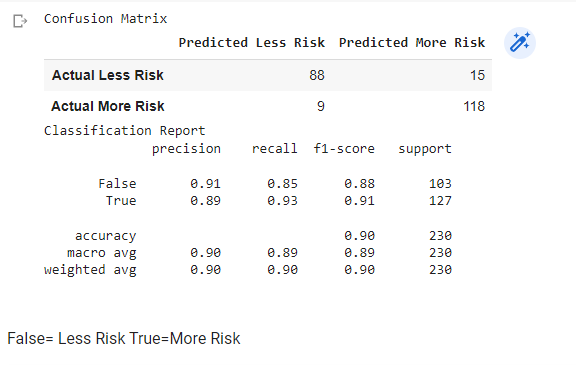 Confusion Matrix
Predicted Less Risk Predicted More Risk
Actual Less Risk 88 15
Actual More Risk 9 118
Classification Report
precision recall f1-score support
False 0.91 0.85 0.88 103
True 0.89 0.93 0.91 127
accuracy 0.90 230
macro avg 0.90 0.89 0.89 230
weighted avg 0.90 0.90 0.90 230
False= Less Risk True=More Risk